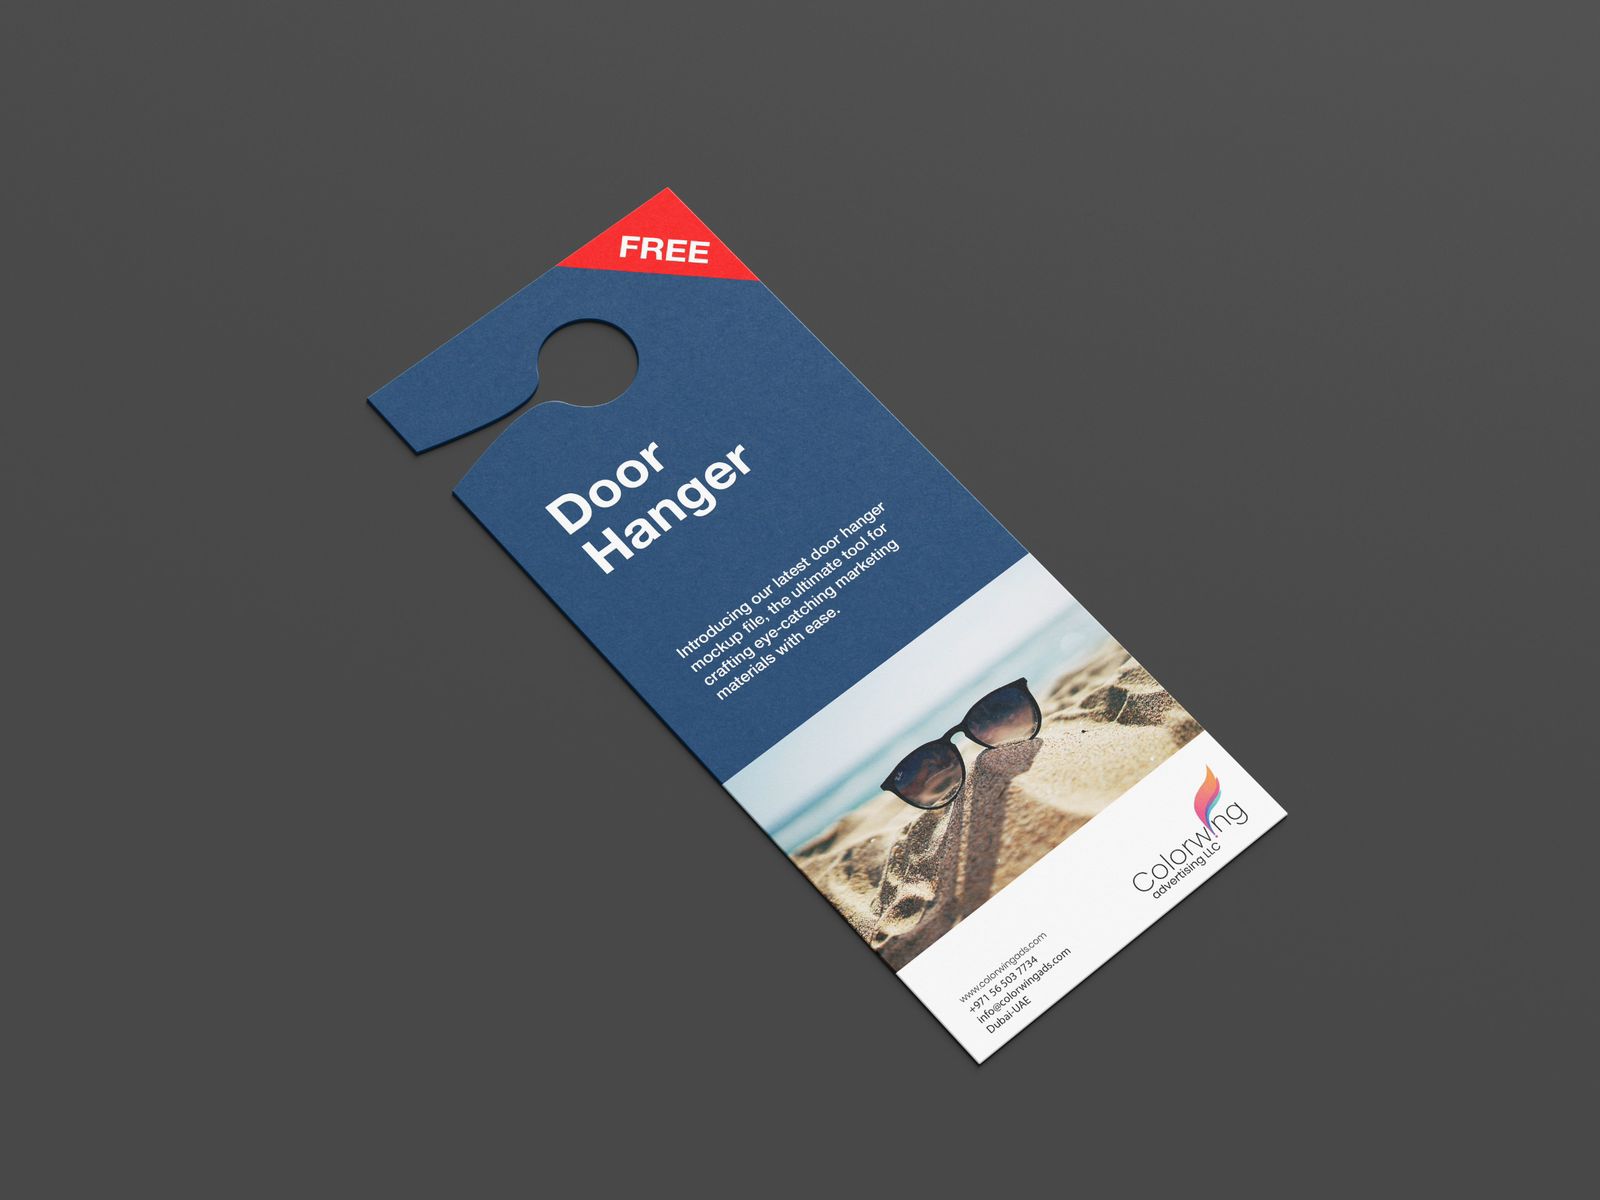 FREE
Door
Hanger
Introducing our latest door hanger
mockup file, the ultimate tool for
crafting eye-catching marketing
materials with ease.
Colorwing
advertising LLC
www.colorwingads.com
+971 56 503 7734
info@colorwingads.com
Dubai-UAE